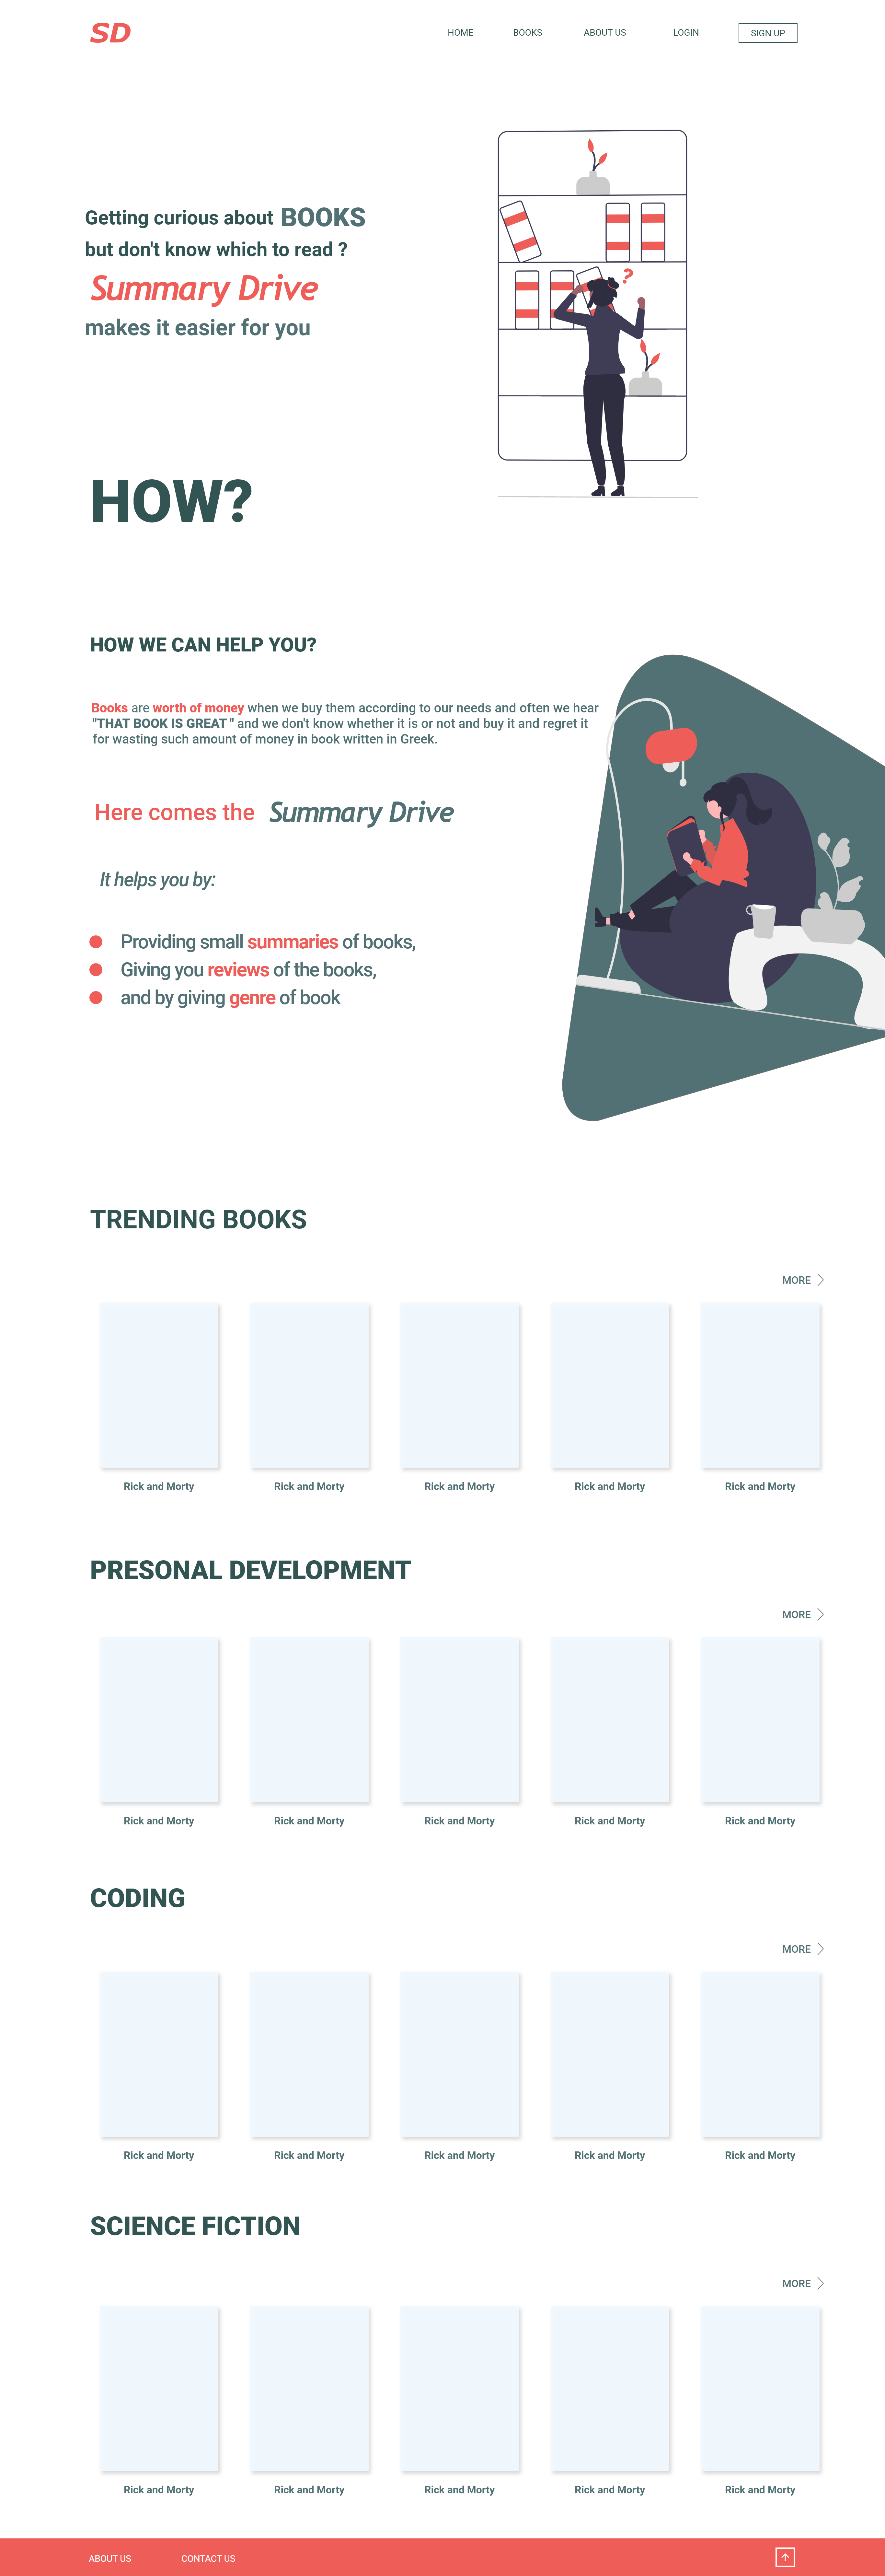 SD
HOME BOOKS ABOUT US LOGIN SIGN UP
Getting curious about BOOKS
but don't know which to read ?
Summary Drive
makes it easier for you
?
HOW?
HOW WE CAN HELP YOU?
Books are worth of money when we buy them according to our needs and often we hear
"THAT BOOK IS GREAT " and we don't know whether it is or not and buy it and regret it
for wasting such amount of money in book written in Greek.
Here comes the Summary Drive
It helps you by:
Providing small summaries of books,
Giving you reviews of the books,
and by giving genre of book
TRENDING BOOKS
MORE
Rick and Morty Rick and Morty Rick and Morty Rick and Morty Rick and Morty
PRESONAL DEVELOPMENT
MORE
Rick and Morty Rick and Morty Rick and Morty Rick and Morty Rick and Morty
CODING
MORE
Rick and Morty Rick and Morty Rick and Morty Rick and Morty Rick and Morty
SCIENCE FICTION
MORE
Rick and Morty Rick and Morty Rick and Morty Rick and Morty Rick and Morty
ABOUT US CONTACT US